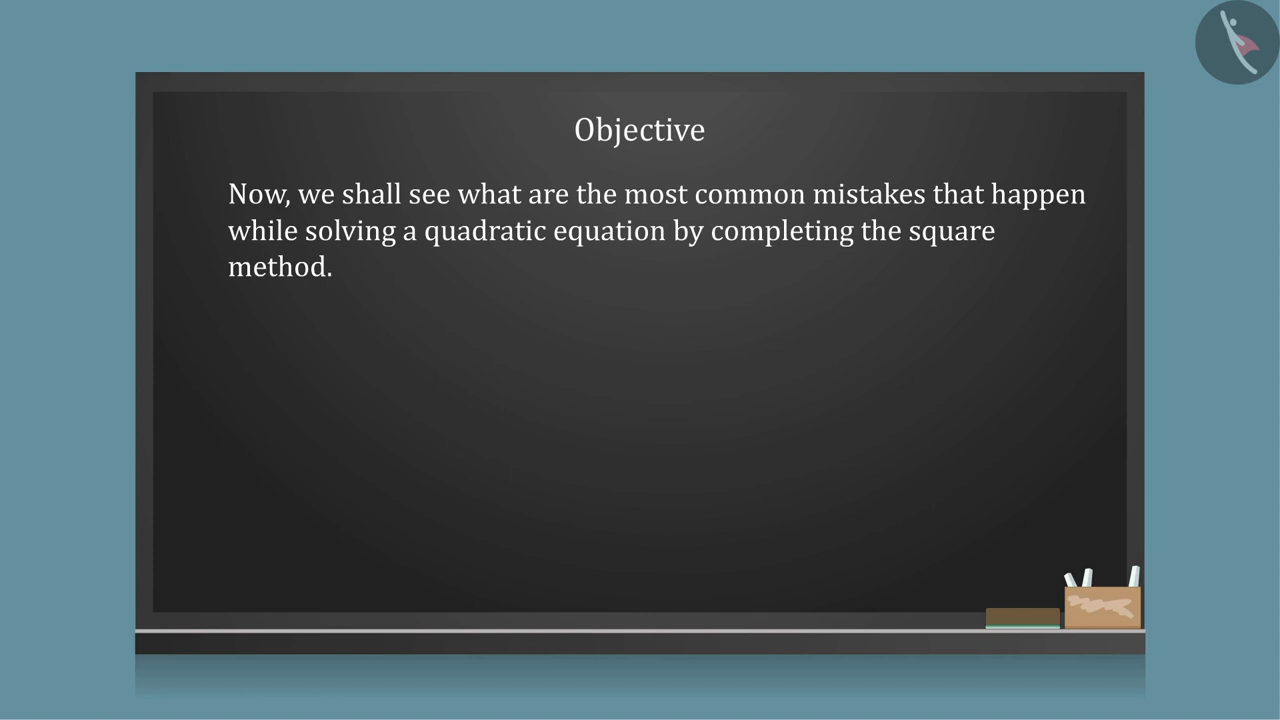 Objective
Now, we shall see what are the most common mistakes that happen
while solving a quadratic equation by completing the square
method.